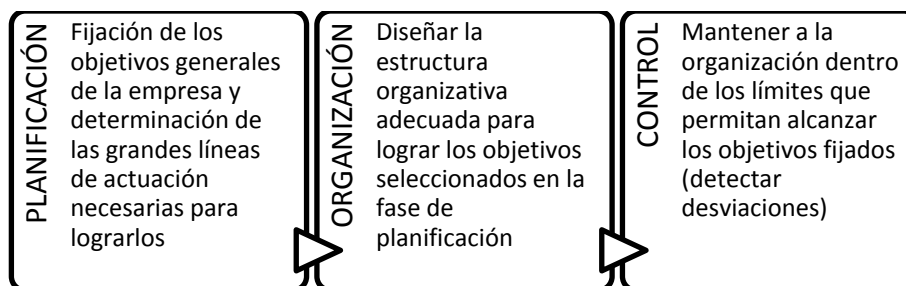 PLANIFICACIÓN
Fijación de los
objetivos generales
de la empresa y
determinación de
las grandes líneas
de actuación
necesarias para
lograrlos
ORGANIZACIÓN
Diseñar la
estructura
organizativa
adecuada para
lograr los objetivos
seleccionados en la
fase de
planificación
CONTROL
Mantener a la
organización dentro
de los límites que
permitan alcanzar
los objetivos fijados
(detectar
desviaciones)